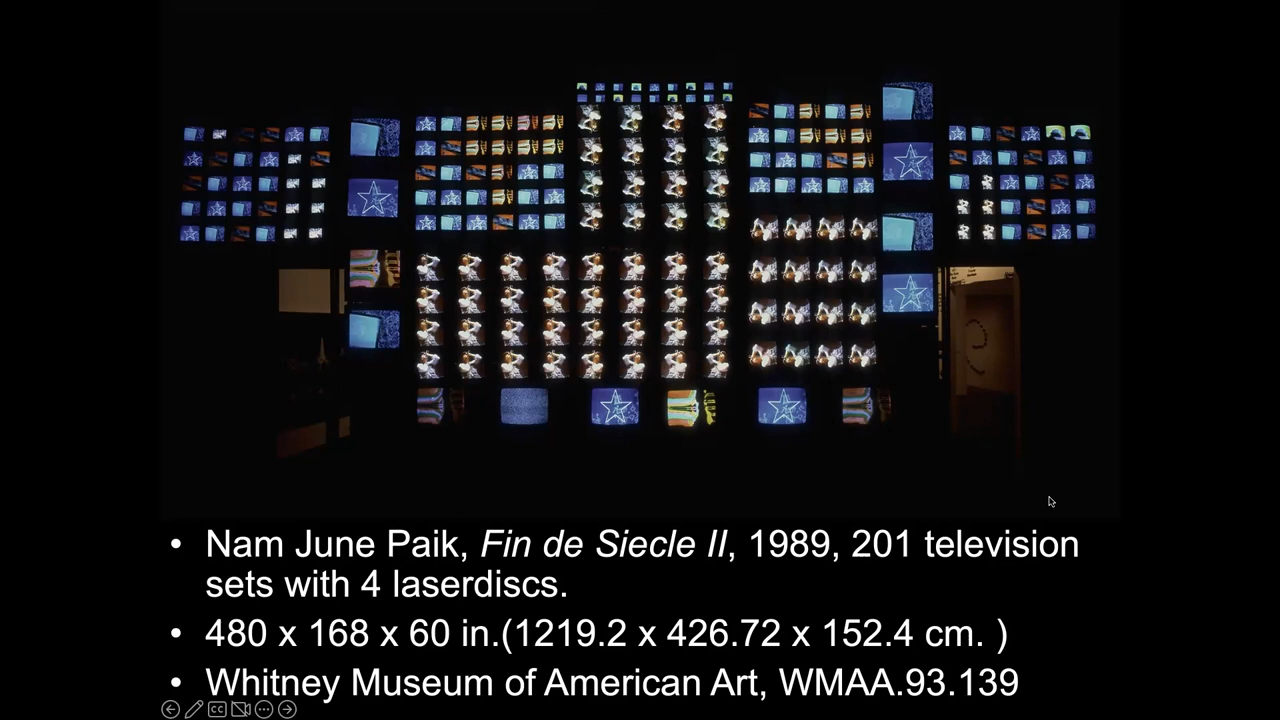 • Nam June Paik, Fin de Siecle II, 1989, 201 television
sets with 4 laserdiscs.
• 480 x 168 x 60 in.(1219.2 x 426.72 x 152.4 cm. )
• Whitney Museum of American Art, WMAA.93.139
CC